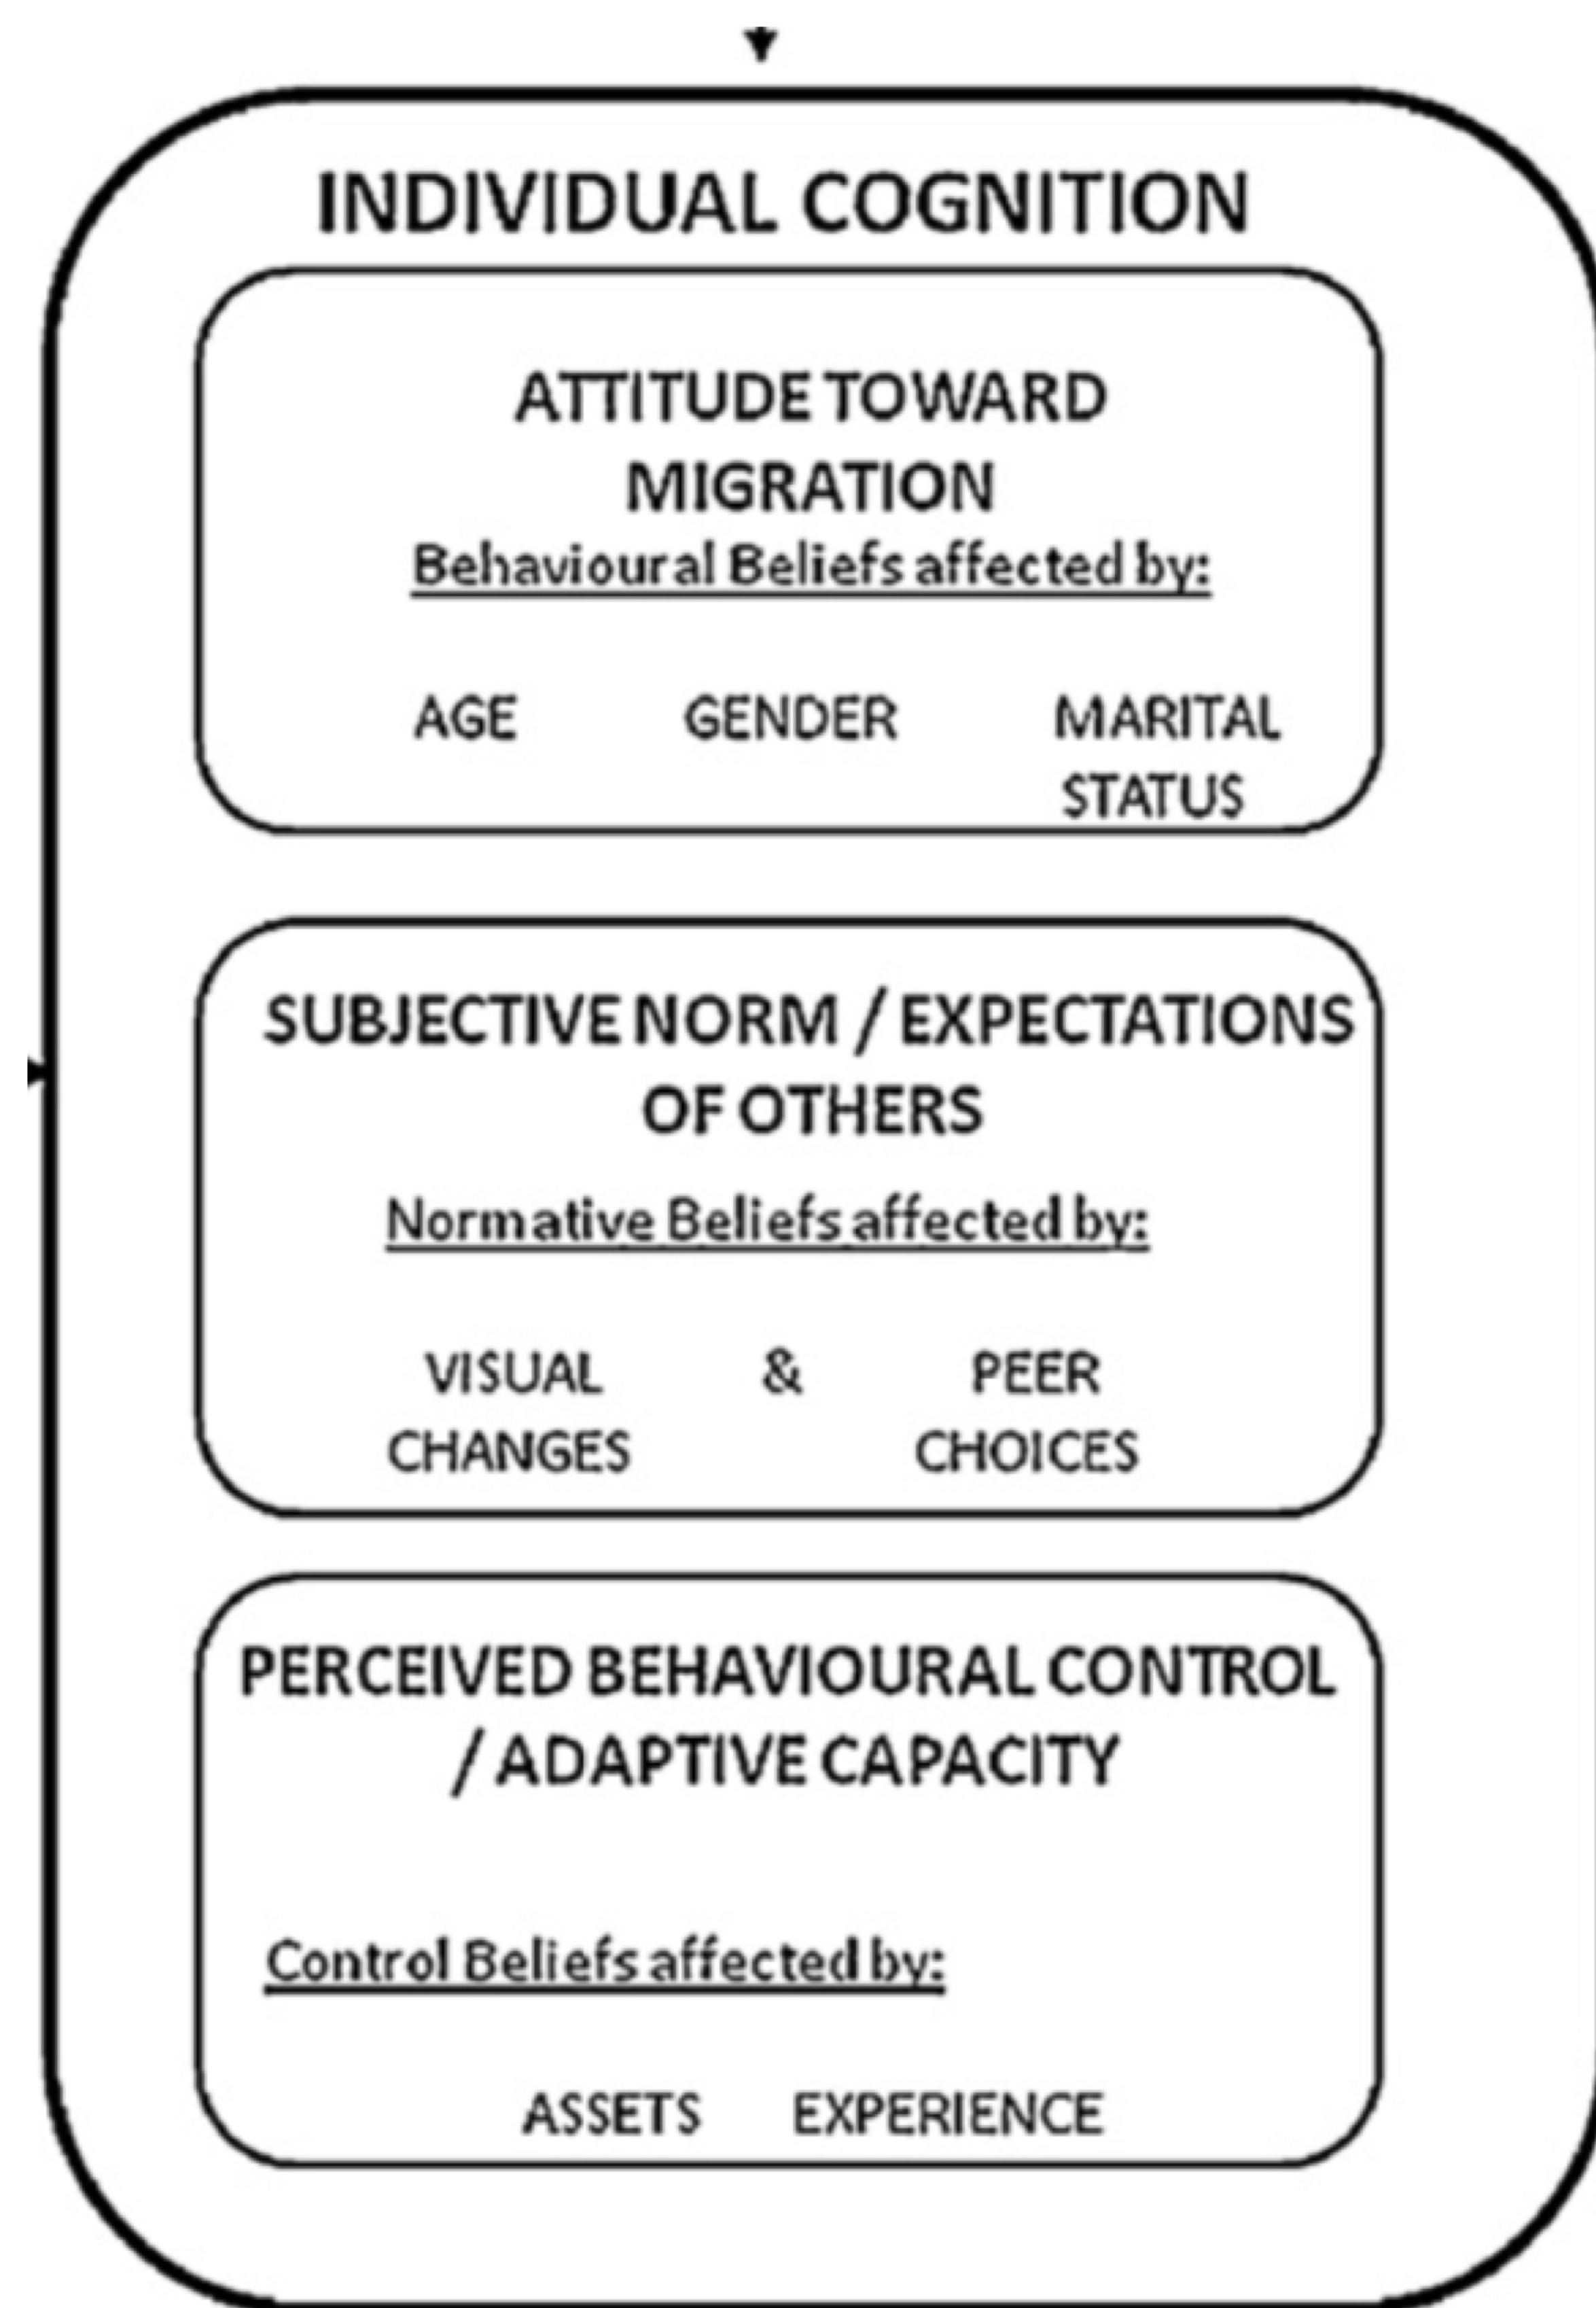 INDIVIDUAL COGNITION
ATTITUDE TOWARD
MIGRATION
Behavioural Beliefs affected by:
AGE GENDER MARITAL
STATUS
SUBJECTIVE NORM / EXPECTATIONS
OF OTHERS
Normative Beliefs affected by:
VISUAL & PEER
CHANGES CHOICES
PERCEIVED BEHAVIOURAL CONTROL
/ ADAPTIVE CAPACITY
Control Beliefs affected by:
ASSETS EXPERIENCE